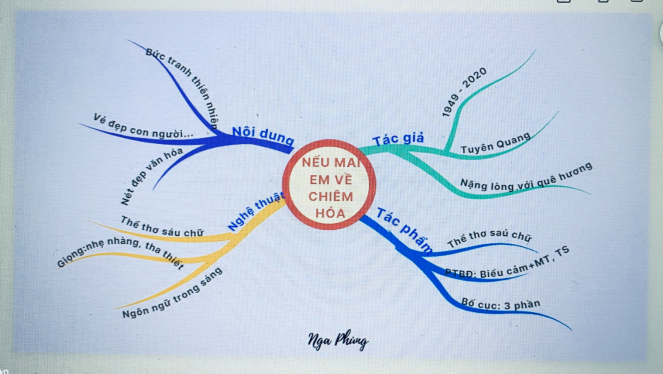 NẾU MAI
EM VỀ
CHIÊM
HÓA
Tác giả
1949 - 2020
Tuyên Quang
Nặng lòng với quê hương
Tác phẩm
Thể thơ saú chữ
PTBĐ: Biểu cảm+MT, TS
Bố cục: 3 phần
Nội dung
Bức tranh thiên nhiên
Vẻ đẹp con người...
Nét đẹp văn hóa
Nghệ thuật
Thể thơ sáu chữ
Giọng:nhẹ nhàng, tha thiết
Ngôn ngữ trong sáng
Nga Phùng